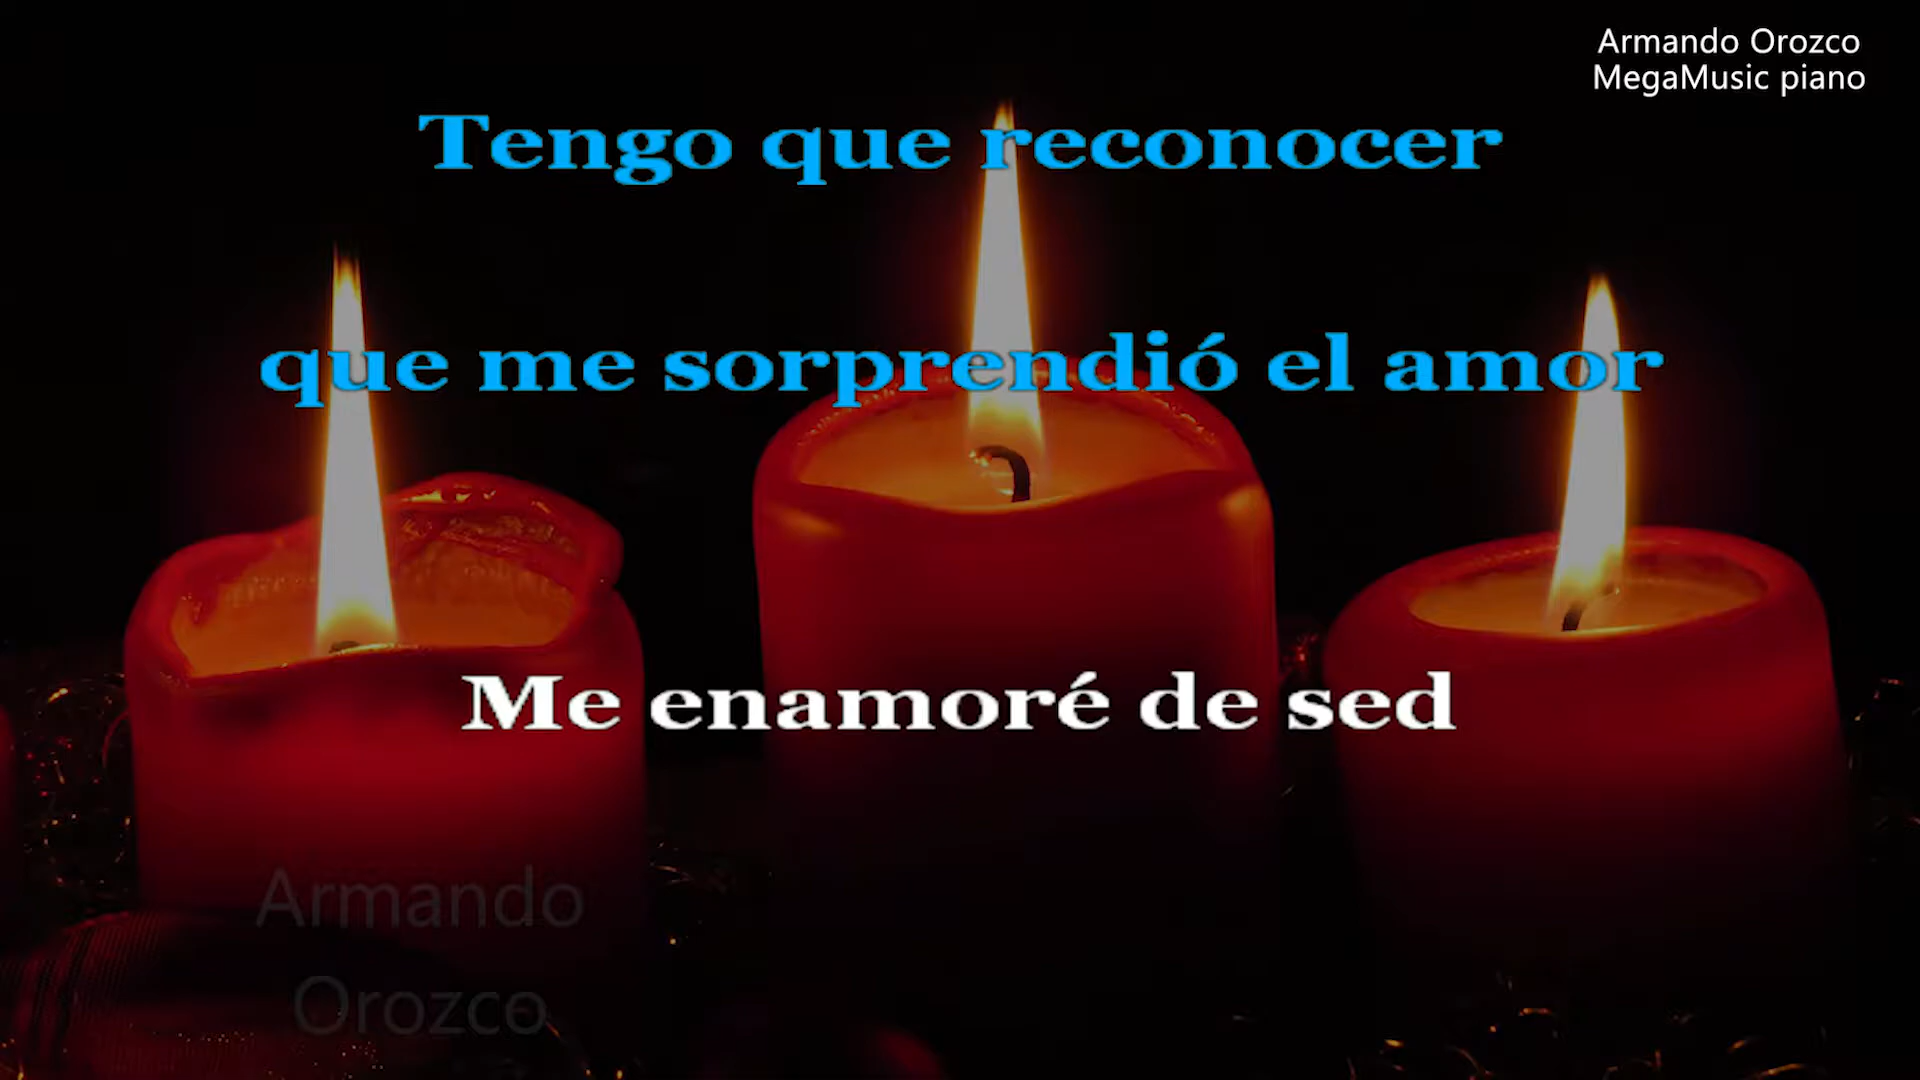 Armando Orozco
MegaMusic piano
Tengo que reconocer
que me sorprendió el amor
Me enamoré de sed
Armando
Orozco